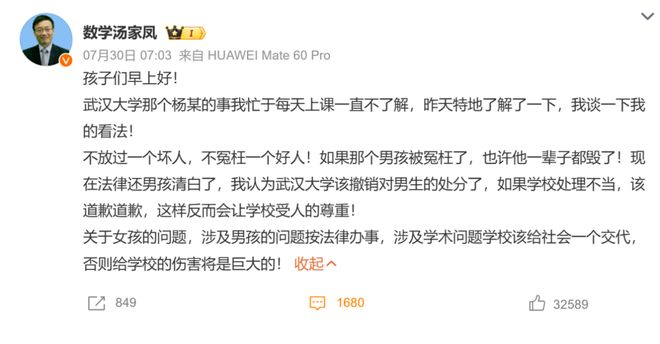 数学汤家凤
07月30日 07:03 来自 HUAWEI Mate 60 Pro
孩子们早上好！
武汉大学那个杨某的事我忙于每天上课一直不了解，昨天特地了解了一下，我谈一下我
的看法！
不放过一个坏人，不冤枉一个好人！如果那个男孩被冤枉了，也许他一辈子都毁了！现
在法律还男孩清白了，我认为武汉大学该撤销对男生的处分了，如果学校处理不当，该
道歉道歉，这样反而会让学校受人的尊重！
关于女孩的问题，涉及男孩的问题按法律办事，涉及学术问题学校该给社会一个交代，
否则给学校的伤害将是巨大的！ 收起
849 1680 32589